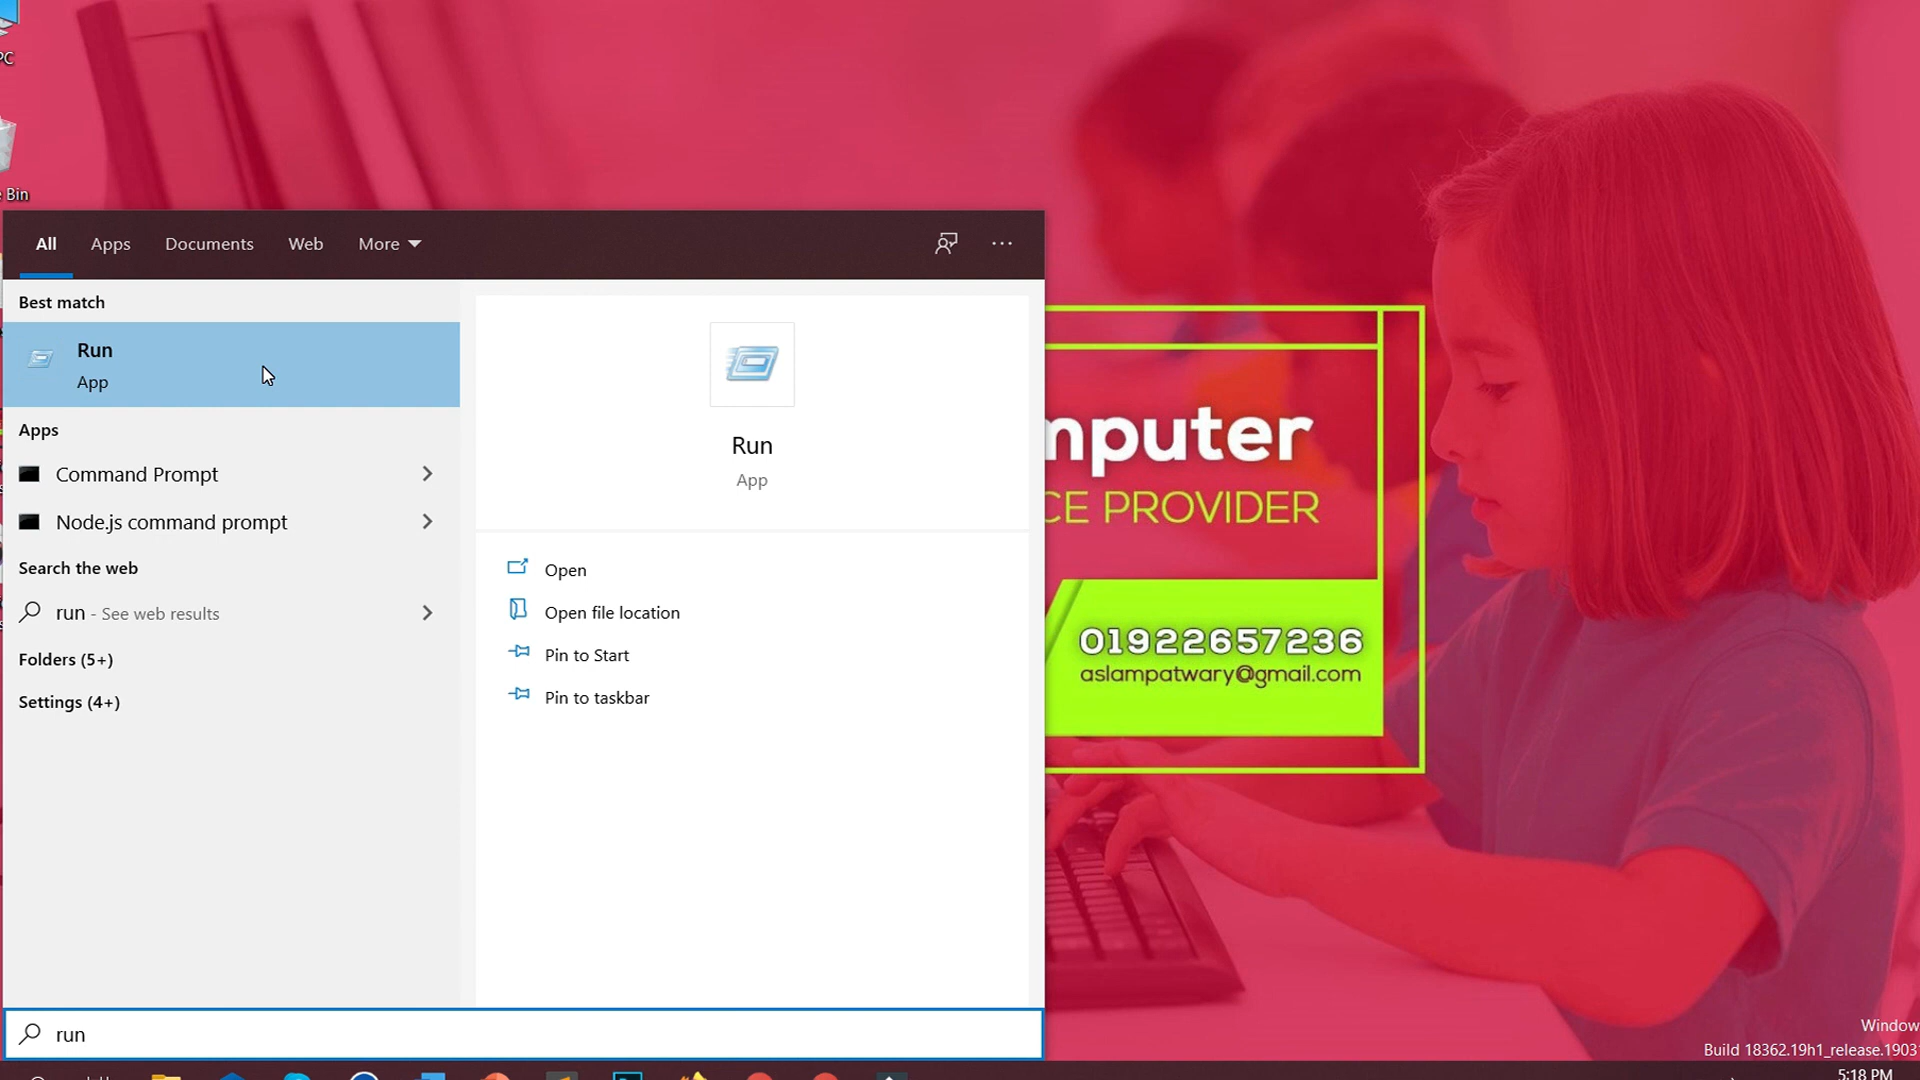 PC
Bin
All Apps Documents Web More
Best match
Run
App
Apps
Command Prompt
Node.js command prompt
Search the web
run - See web results
Folders (5+)
Settings (4+)
Run
App
Open
Open file location
Pin to Start
Pin to taskbar
run
mputer
CE PROVIDER
01922657236
aslampatwary@gmail.com
Window
Build 18362.19h1_release.1903
5:18 PM